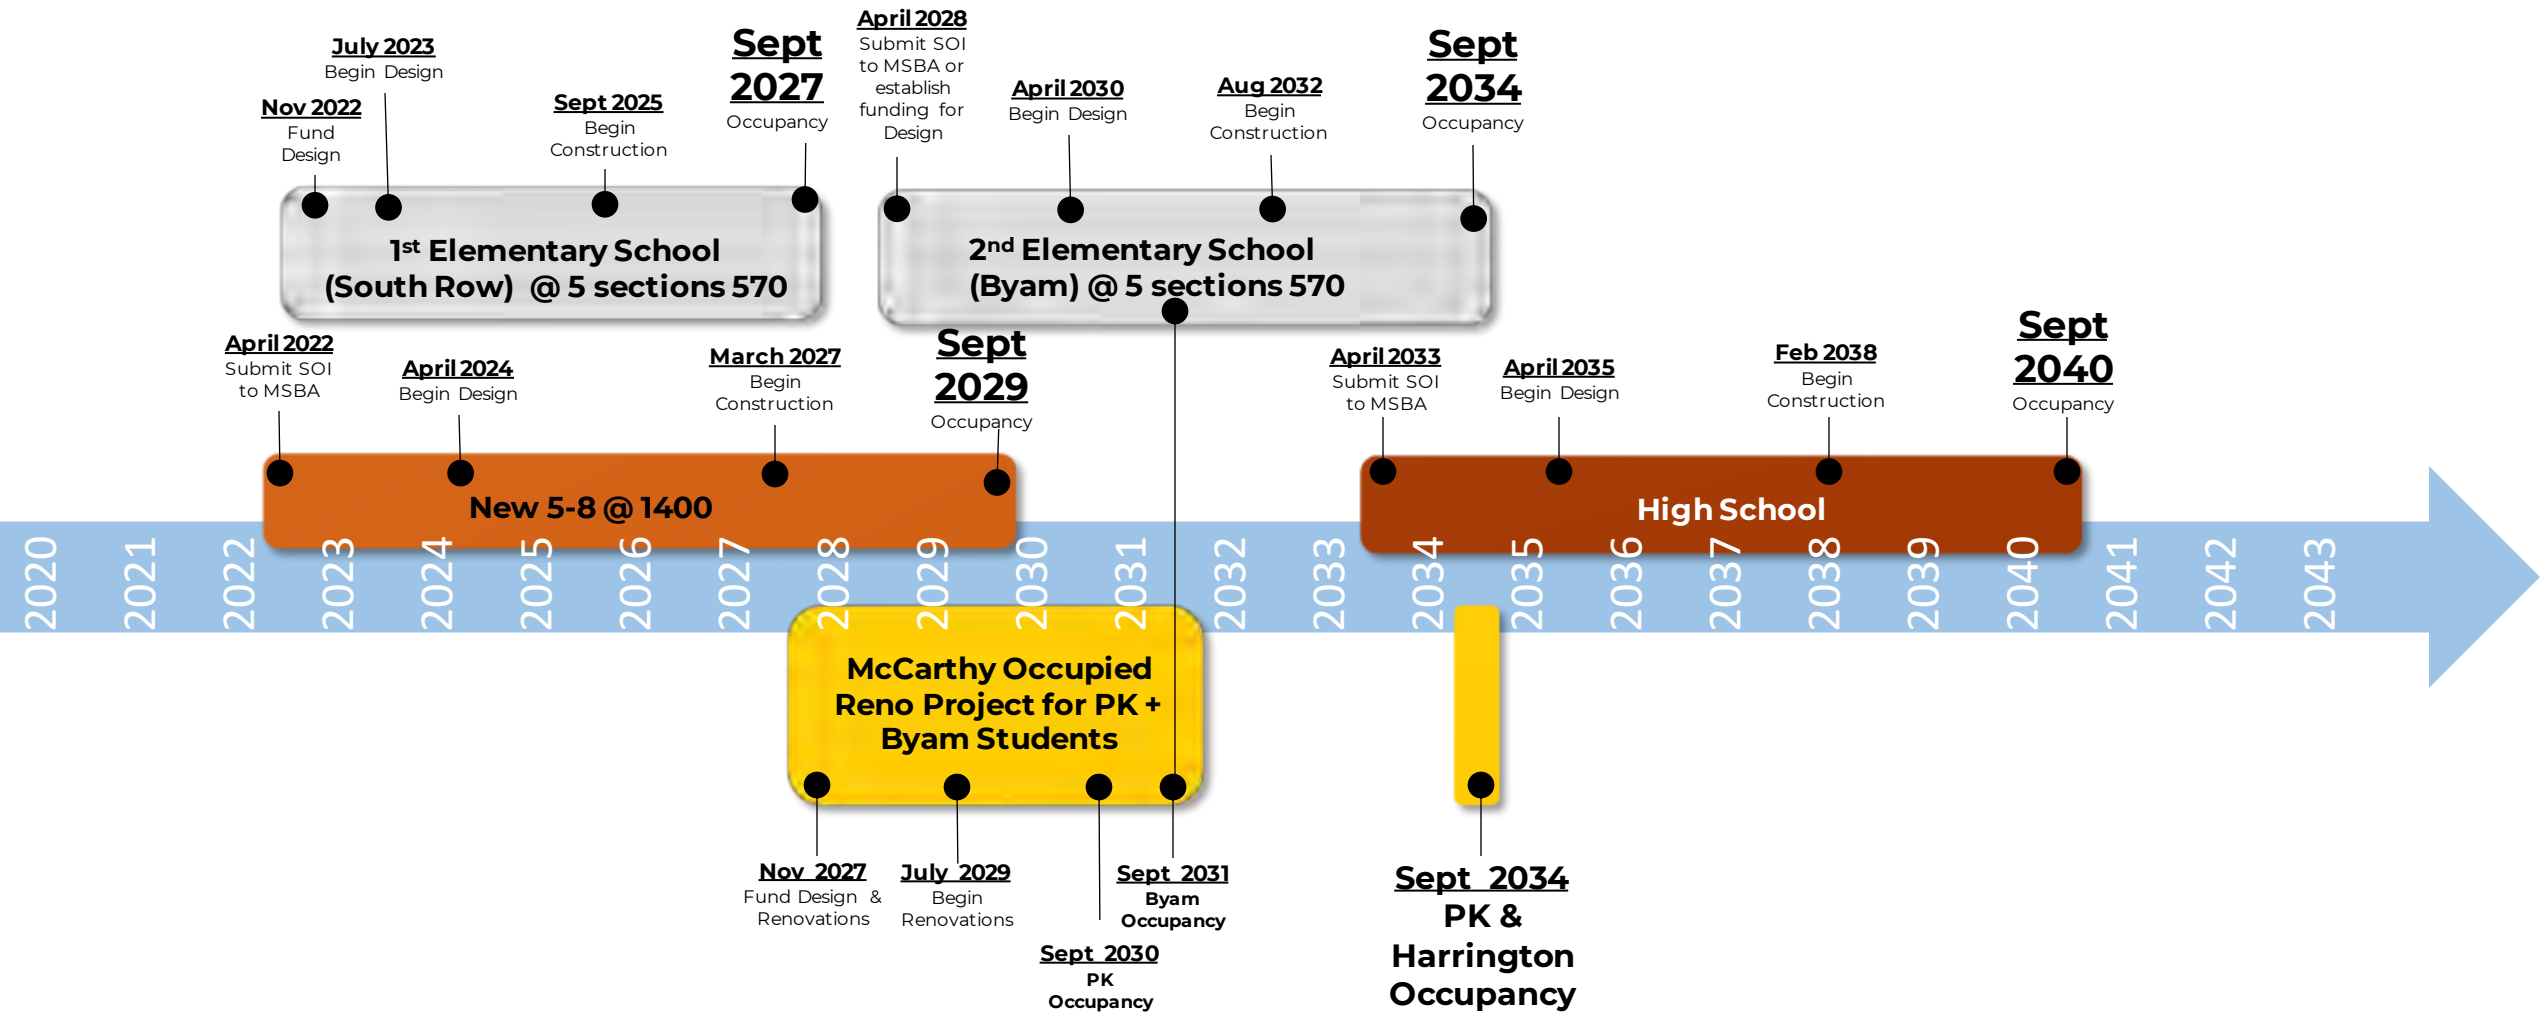 Nov 2022
Fund
Design
July 2023
Begin Design
Sept 2025
Begin
Construction
Sept
2027
Occupancy
April 2028
Submit SOI
to MSBA or
establish
funding for
Design
April 2030
Begin Design
Aug 2032
Begin
Construction
Sept
2034
Occupancy
1st Elementary School
(South Row) @ 5 sections 570
2nd Elementary School
(Byam) @ 5 sections 570
April 2022
Submit SOI
to MSBA
April 2024
Begin Design
March 2027
Begin
Construction
Sept
2029
Occupancy
April 2033
Submit SOI
to MSBA
April 2035
Begin Design
Feb 2038
Begin
Construction
Sept
2040
Occupancy
New 5-8 @ 1400
High School
2020
2021
2022
2023
2024
2025
2026
2027
2028
2029
2030
2031
2032
2033
2034
2035
2036
2037
2038
2039
2040
2041
2042
2043
McCarthy Occupied
Reno Project for PK +
Byam Students
Nov 2027
Fund Design &
Renovations
July 2029
Begin
Renovations
Sept 2030
PK
Occupancy
Sept 2031
Byam
Occupancy
Sept 2034
PK &
Harrington
Occupancy